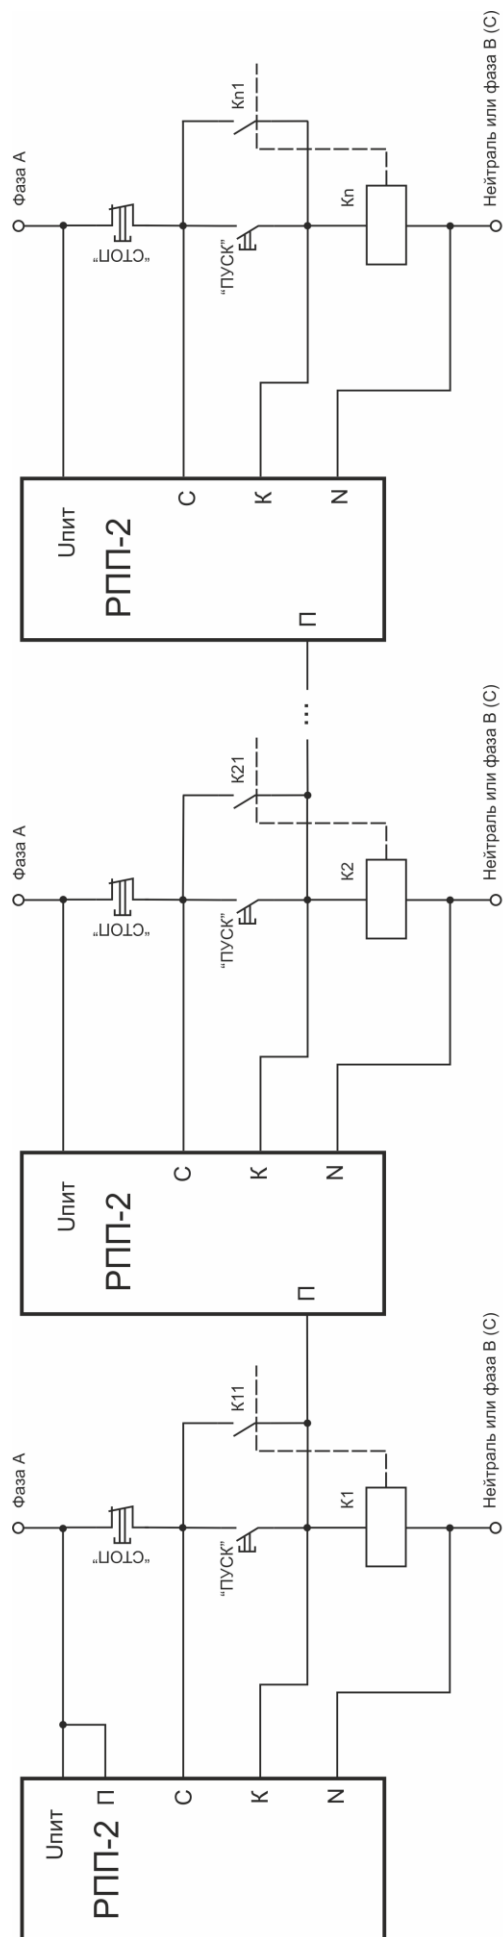 Фаза А
Uпит
П
РПП-2
"СТОП"
С
"ПУСК"
К11
К
К1
N
Нейтраль или фаза В (С)
Фаза А
Uпит
РПП-2
"СТОП"
С
"ПУСК"
К21
К
П
К2
N
Нейтраль или фаза В (С)
...
Фаза А
Uпит
РПП-2
"СТОП"
С
"ПУСК"
Кn1
К
П
Кn
N
Нейтраль или фаза В (С)